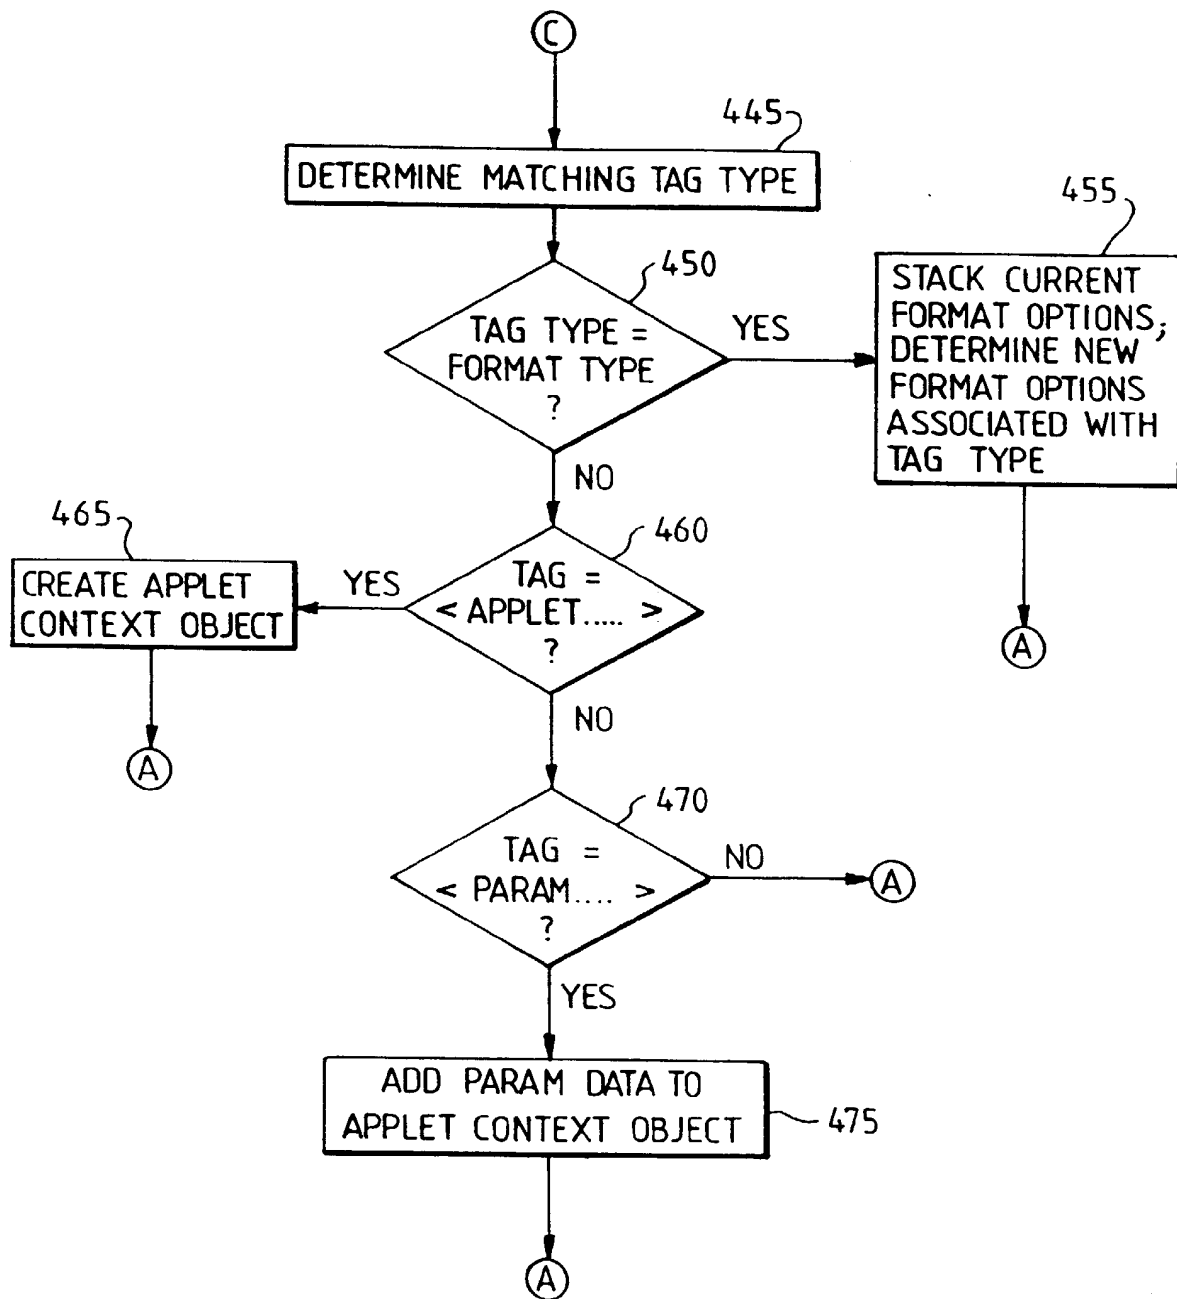 C
445
DETERMINE MATCHING TAG TYPE
450
TAG TYPE =
FORMAT TYPE
?
YES
455
STACK CURRENT
FORMAT OPTIONS;
DETERMINE NEW
FORMAT OPTIONS
ASSOCIATED WITH
TAG TYPE
NO
A
460
TAG =
< APPLET..... >
?
YES
465
CREATE APPLET
CONTEXT OBJECT
A
NO
470
TAG =
< PARAM.... >
?
NO
A
YES
ADD PARAM DATA TO
APPLET CONTEXT OBJECT
475
A